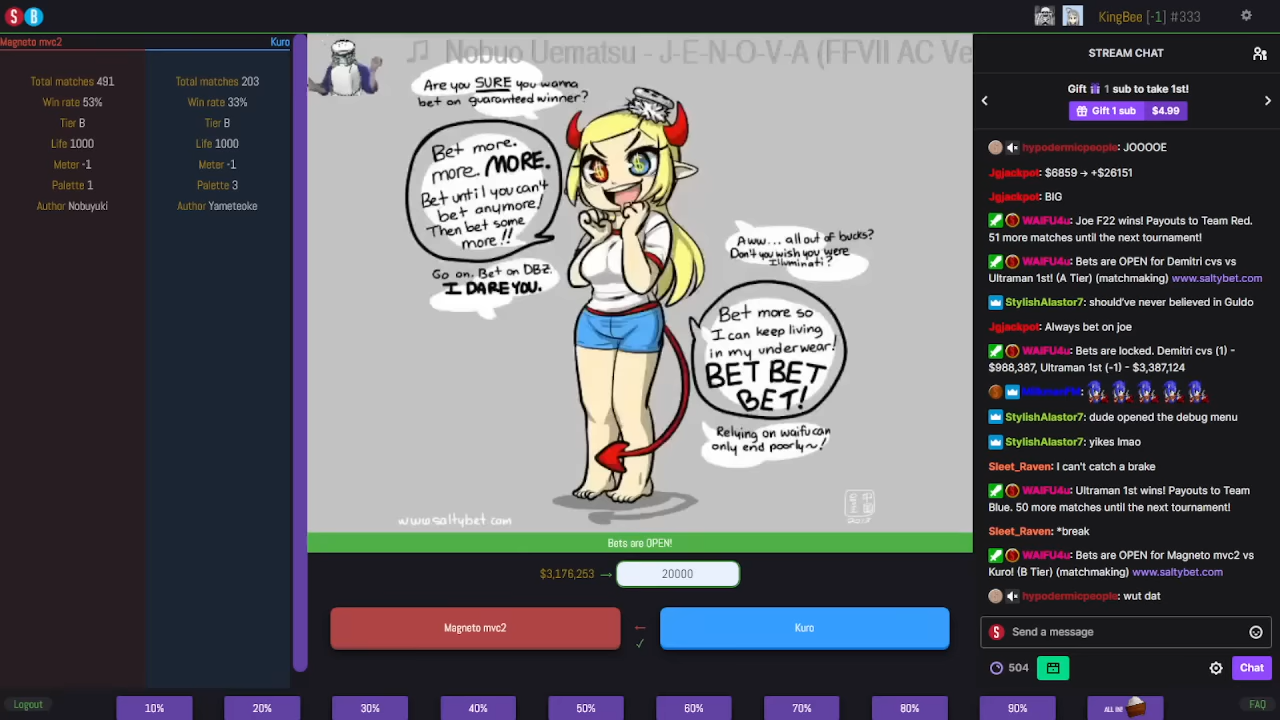 S B
KingBee [-1] #333
Magneto mvc2
Kuro
Total matches 491
Win rate 53%
Tier B
Life 1000
Meter -1
Palette 1
Author Nobuyuki
Total matches 203
Win rate 33%
Tier B
Life 1000
Meter -1
Palette 3
Author Yameteoke
♫ Nobuo Uematsu - J-E-N-O-V-A (FFVII AC Ve
Are you SURE you wanna
bet on guaranteed winner?
Bet more.
more. MORE.
Bet until you can't
bet anymore!
Then bet some
more!!
Go on. Bet on DBZ.
I DARE YOU.
Aww... all out of bucks?
Don't you wish you were
Illuminati?
Bet more so
I can keep living
in my underwear!
BET BET
BET!
Relying on waifu can
only end poorly~!
www.saltybet.com
Bets are OPEN!
$3,176,253 → 20000
Magneto mvc2
←
✓
Kuro
STREAM CHAT
Gift 1 sub to take 1st!
Gift 1 sub $4.99
hypodermicpeople: JOOOOE
Jgjackpot: $6859 → +$26151
Jgjackpot: BIG
WAIFU4u: Joe F22 wins! Payouts to Team Red.
51 more matches until the next tournament!
WAIFU4u: Bets are OPEN for Demitri cvs vs
Ultraman 1st! (A Tier) (matchmaking) www.saltybet.com
StylishAlastor7: should've never believed in Guldo
Jgjackpot: Always bet on joe
WAIFU4u: Bets are locked. Demitri cvs (1) -
$988,387, Ultraman 1st (-1) - $3,387,124
StylishAlastor7: dude opened the debug menu
StylishAlastor7: yikes lmao
Sleet_Raven: I can't catch a brake
WAIFU4u: Ultraman 1st wins! Payouts to Team
Blue. 50 more matches until the next tournament!
Sleet_Raven: *break
WAIFU4u: Bets are OPEN for Magneto mvc2 vs
Kuro! (B Tier) (matchmaking) www.saltybet.com
hypodermicpeople: wut dat
Send a message
504
Chat
Logout
10%
20%
30%
40%
50%
60%
70%
80%
90%
ALL IN!
FAQ